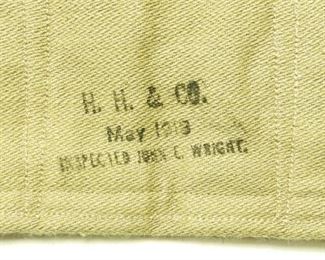 H. H. & CO.
May 1918
INSPECTED JOHN C. WRIGHT.